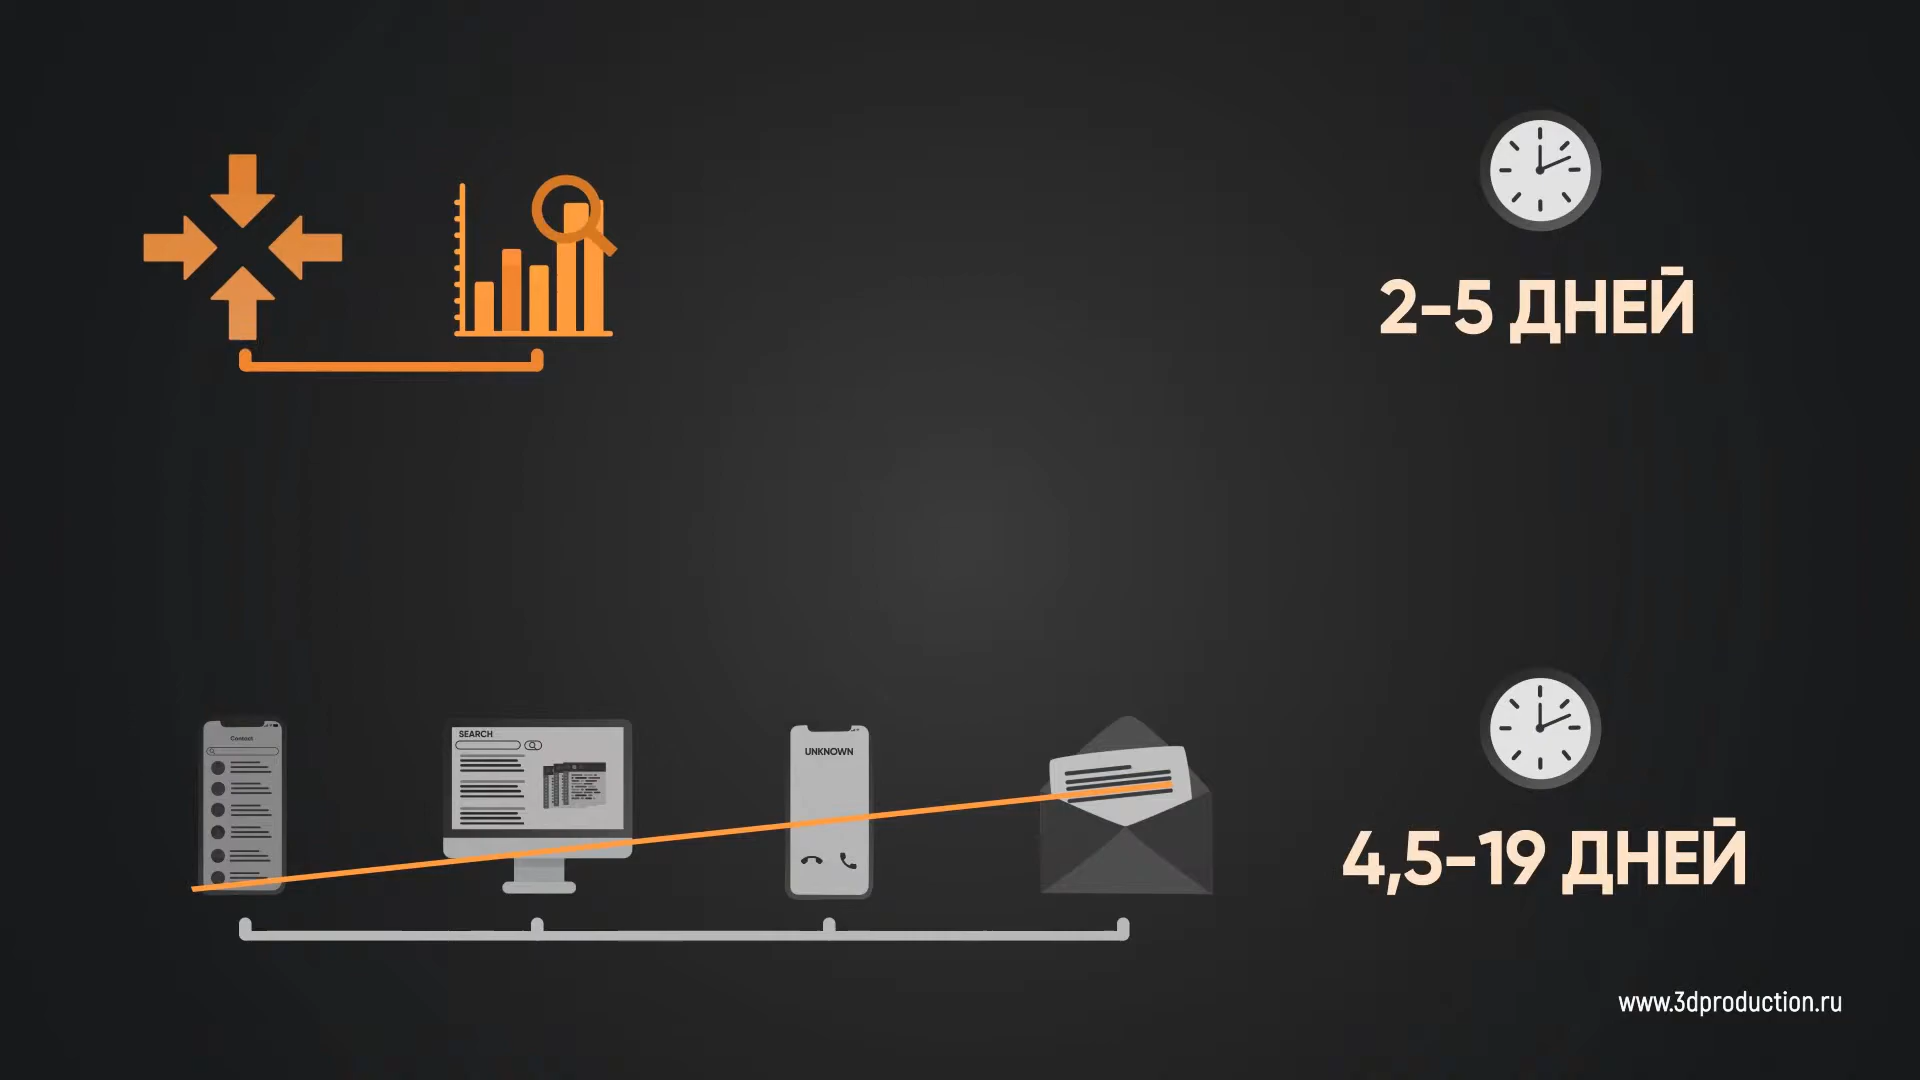 2-5 ДНЕЙ
Contact
SEARCH
UNKNOWN
4,5-19 ДНЕЙ
www.3dproduction.ru